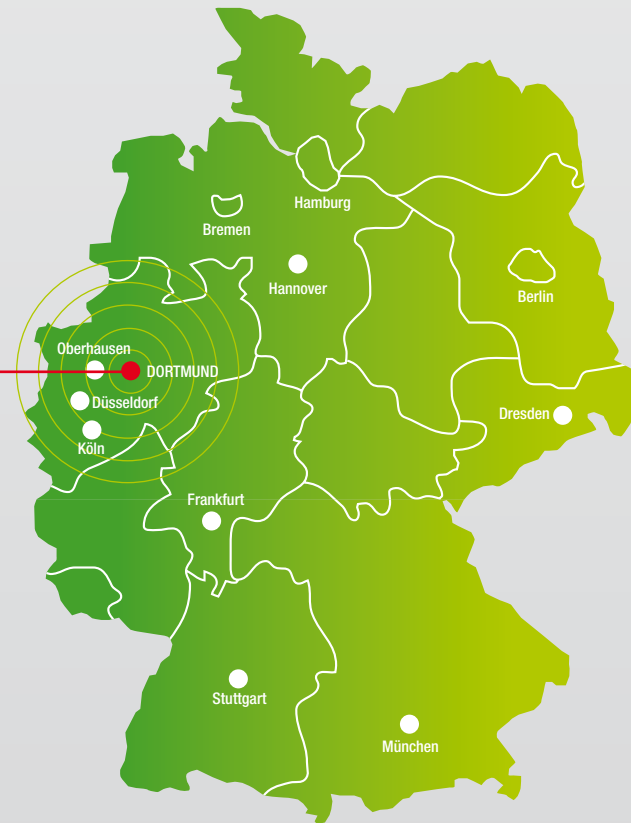 Hamburg
Bremen
Hannover
Berlin
Oberhausen
DORTMUND
Düsseldorf
Dresden
Köln
Frankfurt
Stuttgart
München